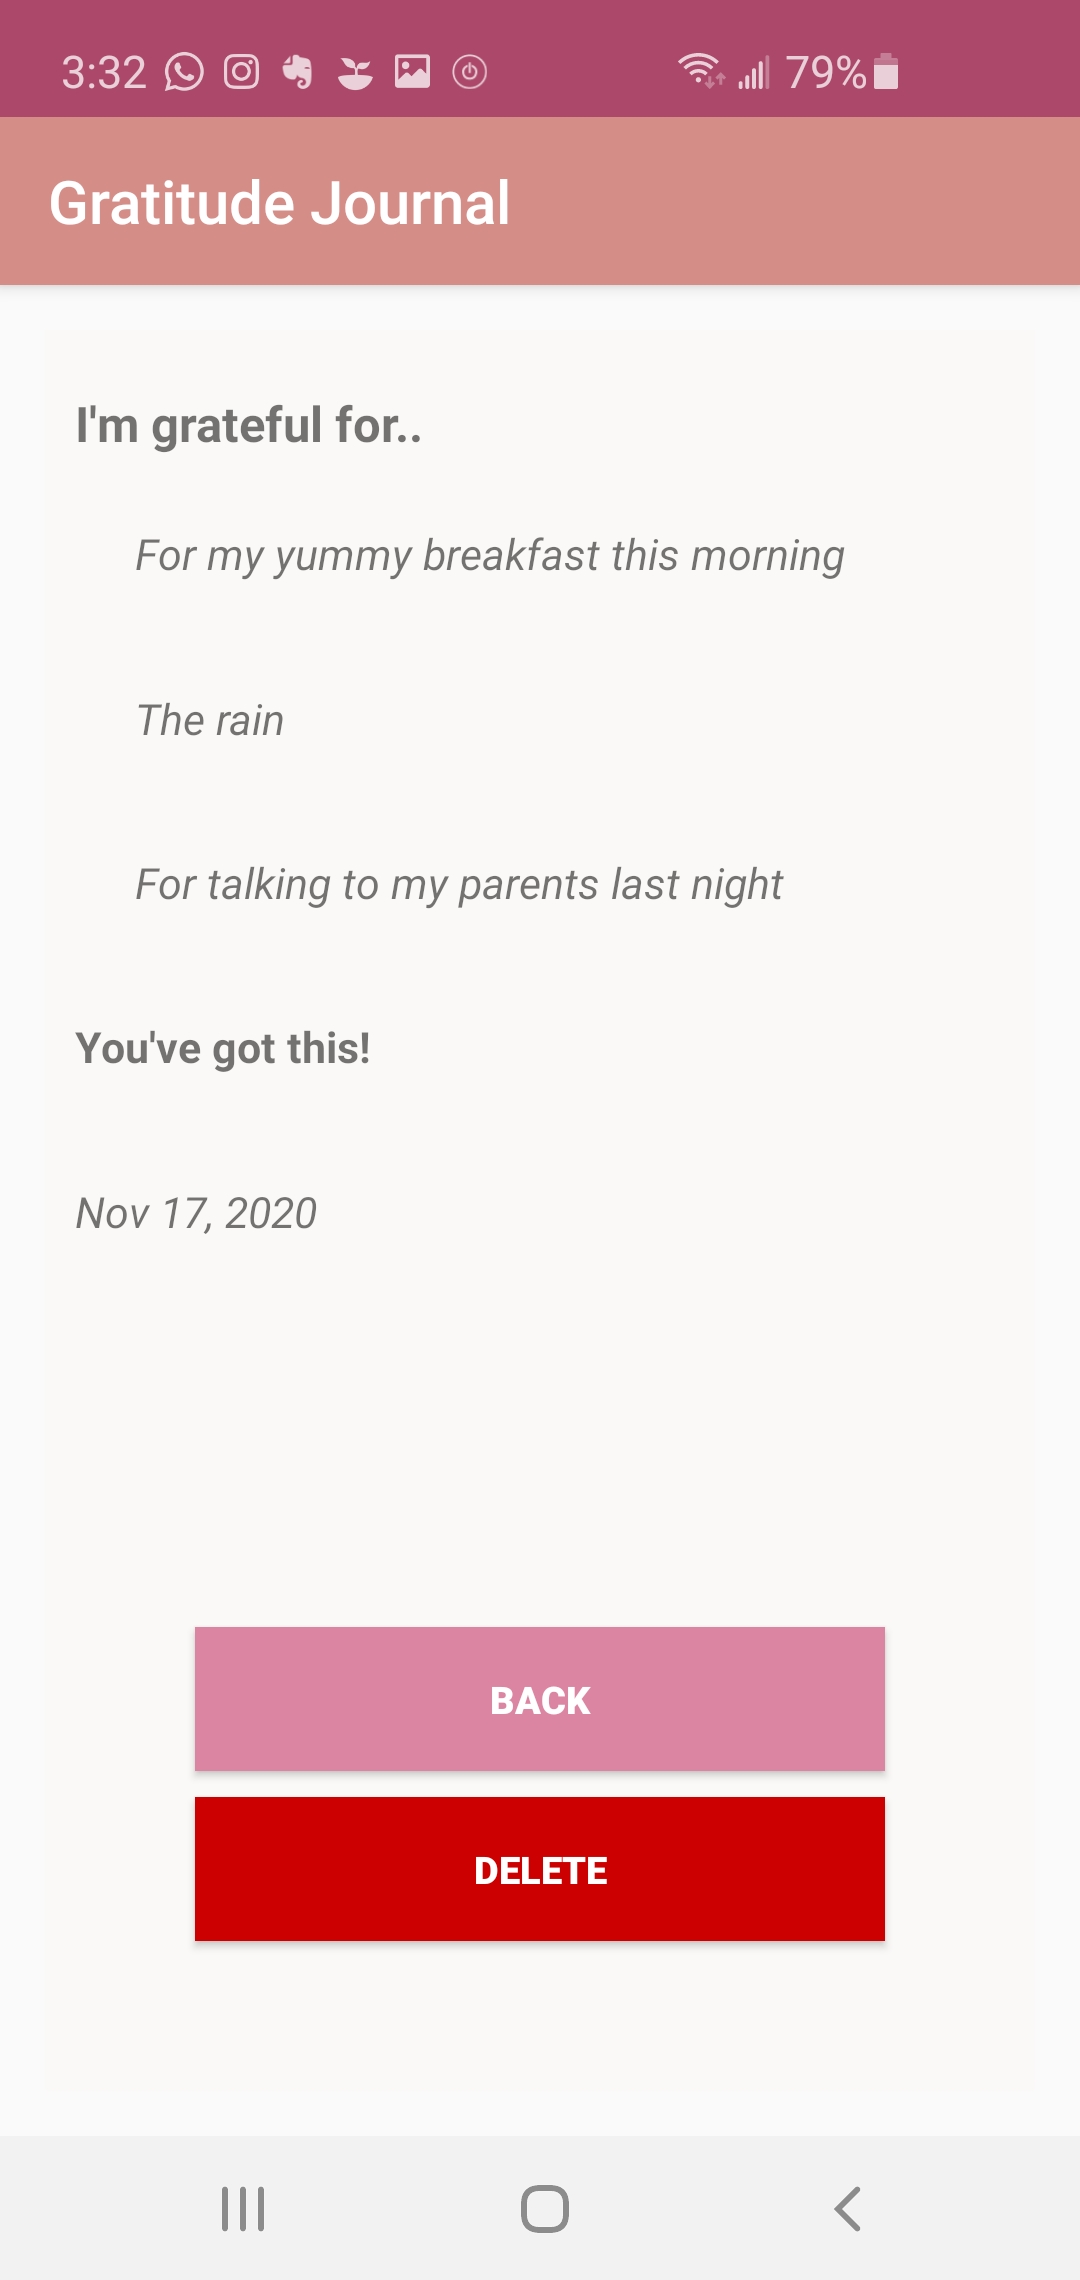 3:32 79%
Gratitude Journal
I'm grateful for..
For my yummy breakfast this morning
The rain
For talking to my parents last night
You've got this!
Nov 17, 2020
BACK
DELETE